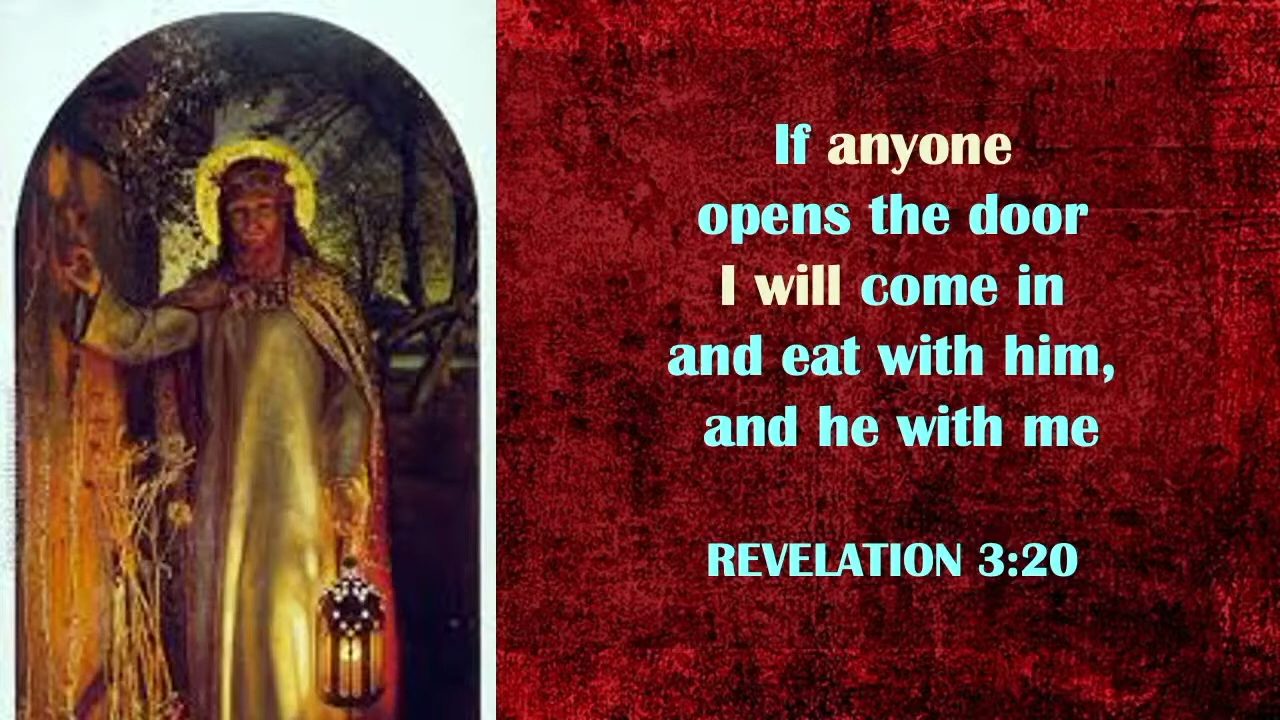 If anyone
opens the door
I will come in
and eat with him,
and he with me
REVELATION 3:20